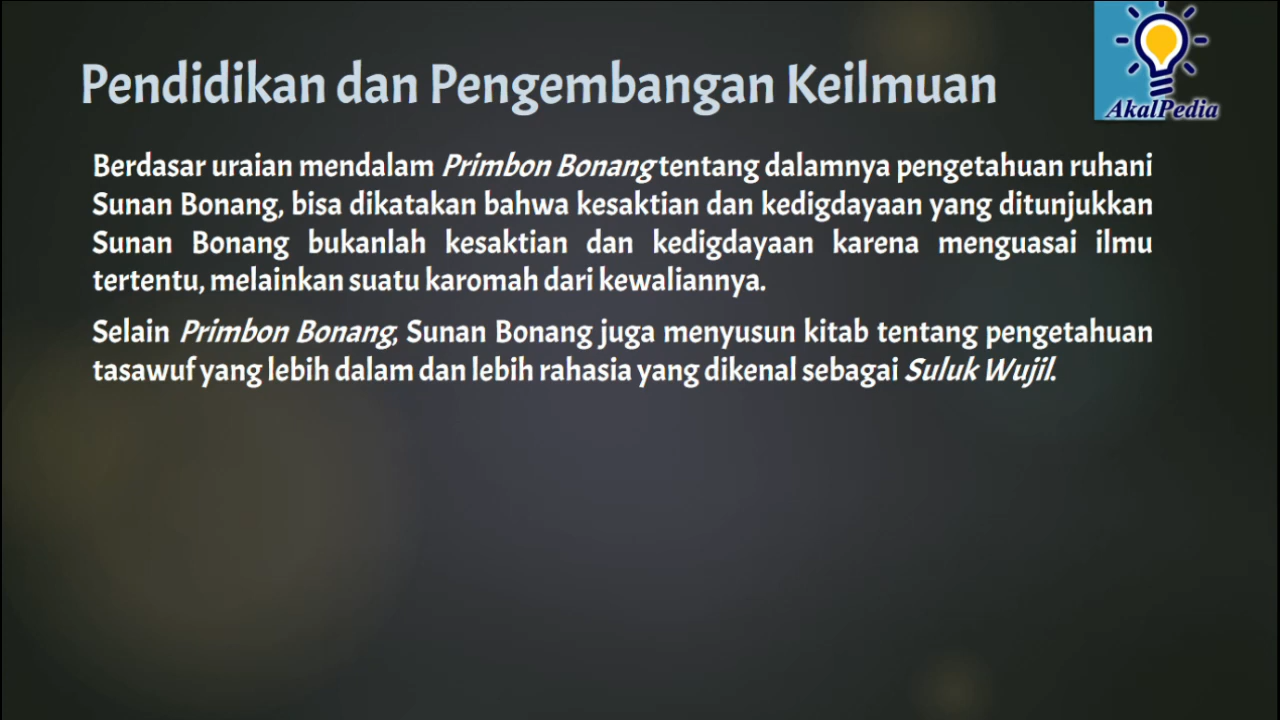 Pendidikan dan Pengembangan Keilmuan
AkalPedia
Berdasar uraian mendalam Primbon Bonang tentang dalamnya pengetahuan ruhani
Sunan Bonang, bisa dikatakan bahwa kesaktian dan kedigdayaan yang ditunjukkan
Sunan Bonang bukanlah kesaktian dan kedigdayaan karena menguasai ilmu
tertentu, melainkan suatu karomah dari kewaliannya.
Selain Primbon Bonang, Sunan Bonang juga menyusun kitab tentang pengetahuan
tasawuf yang lebih dalam dan lebih rahasia yang dikenal sebagai Suluk Wujil.